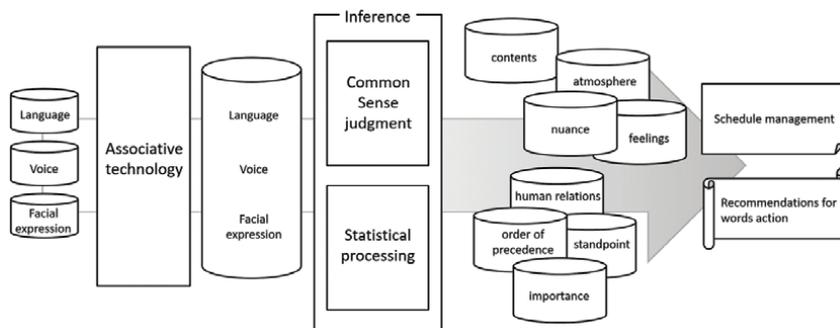 Language
Voice
Facial
expression
Associative
technology
Language
Voice
Facial
expression
Inference
Common
Sense
judgment
Statistical
processing
contents
atmosphere
nuance
feelings
human relations
order of
precedence
standpoint
importance
Schedule management
Recommendations for
words action